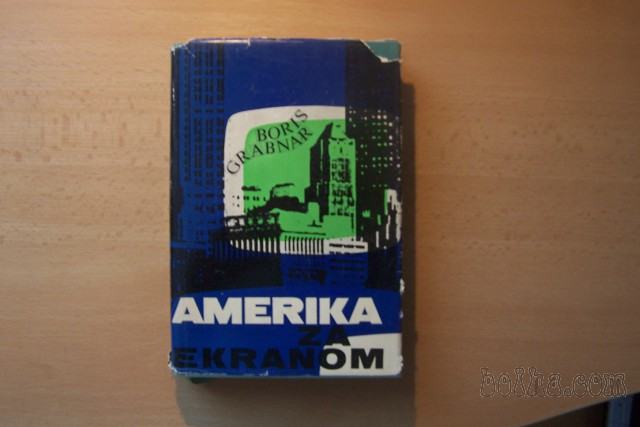 BORIS
GRABNAR
AMERIKA
ZA
EKRANOM
bolha.com